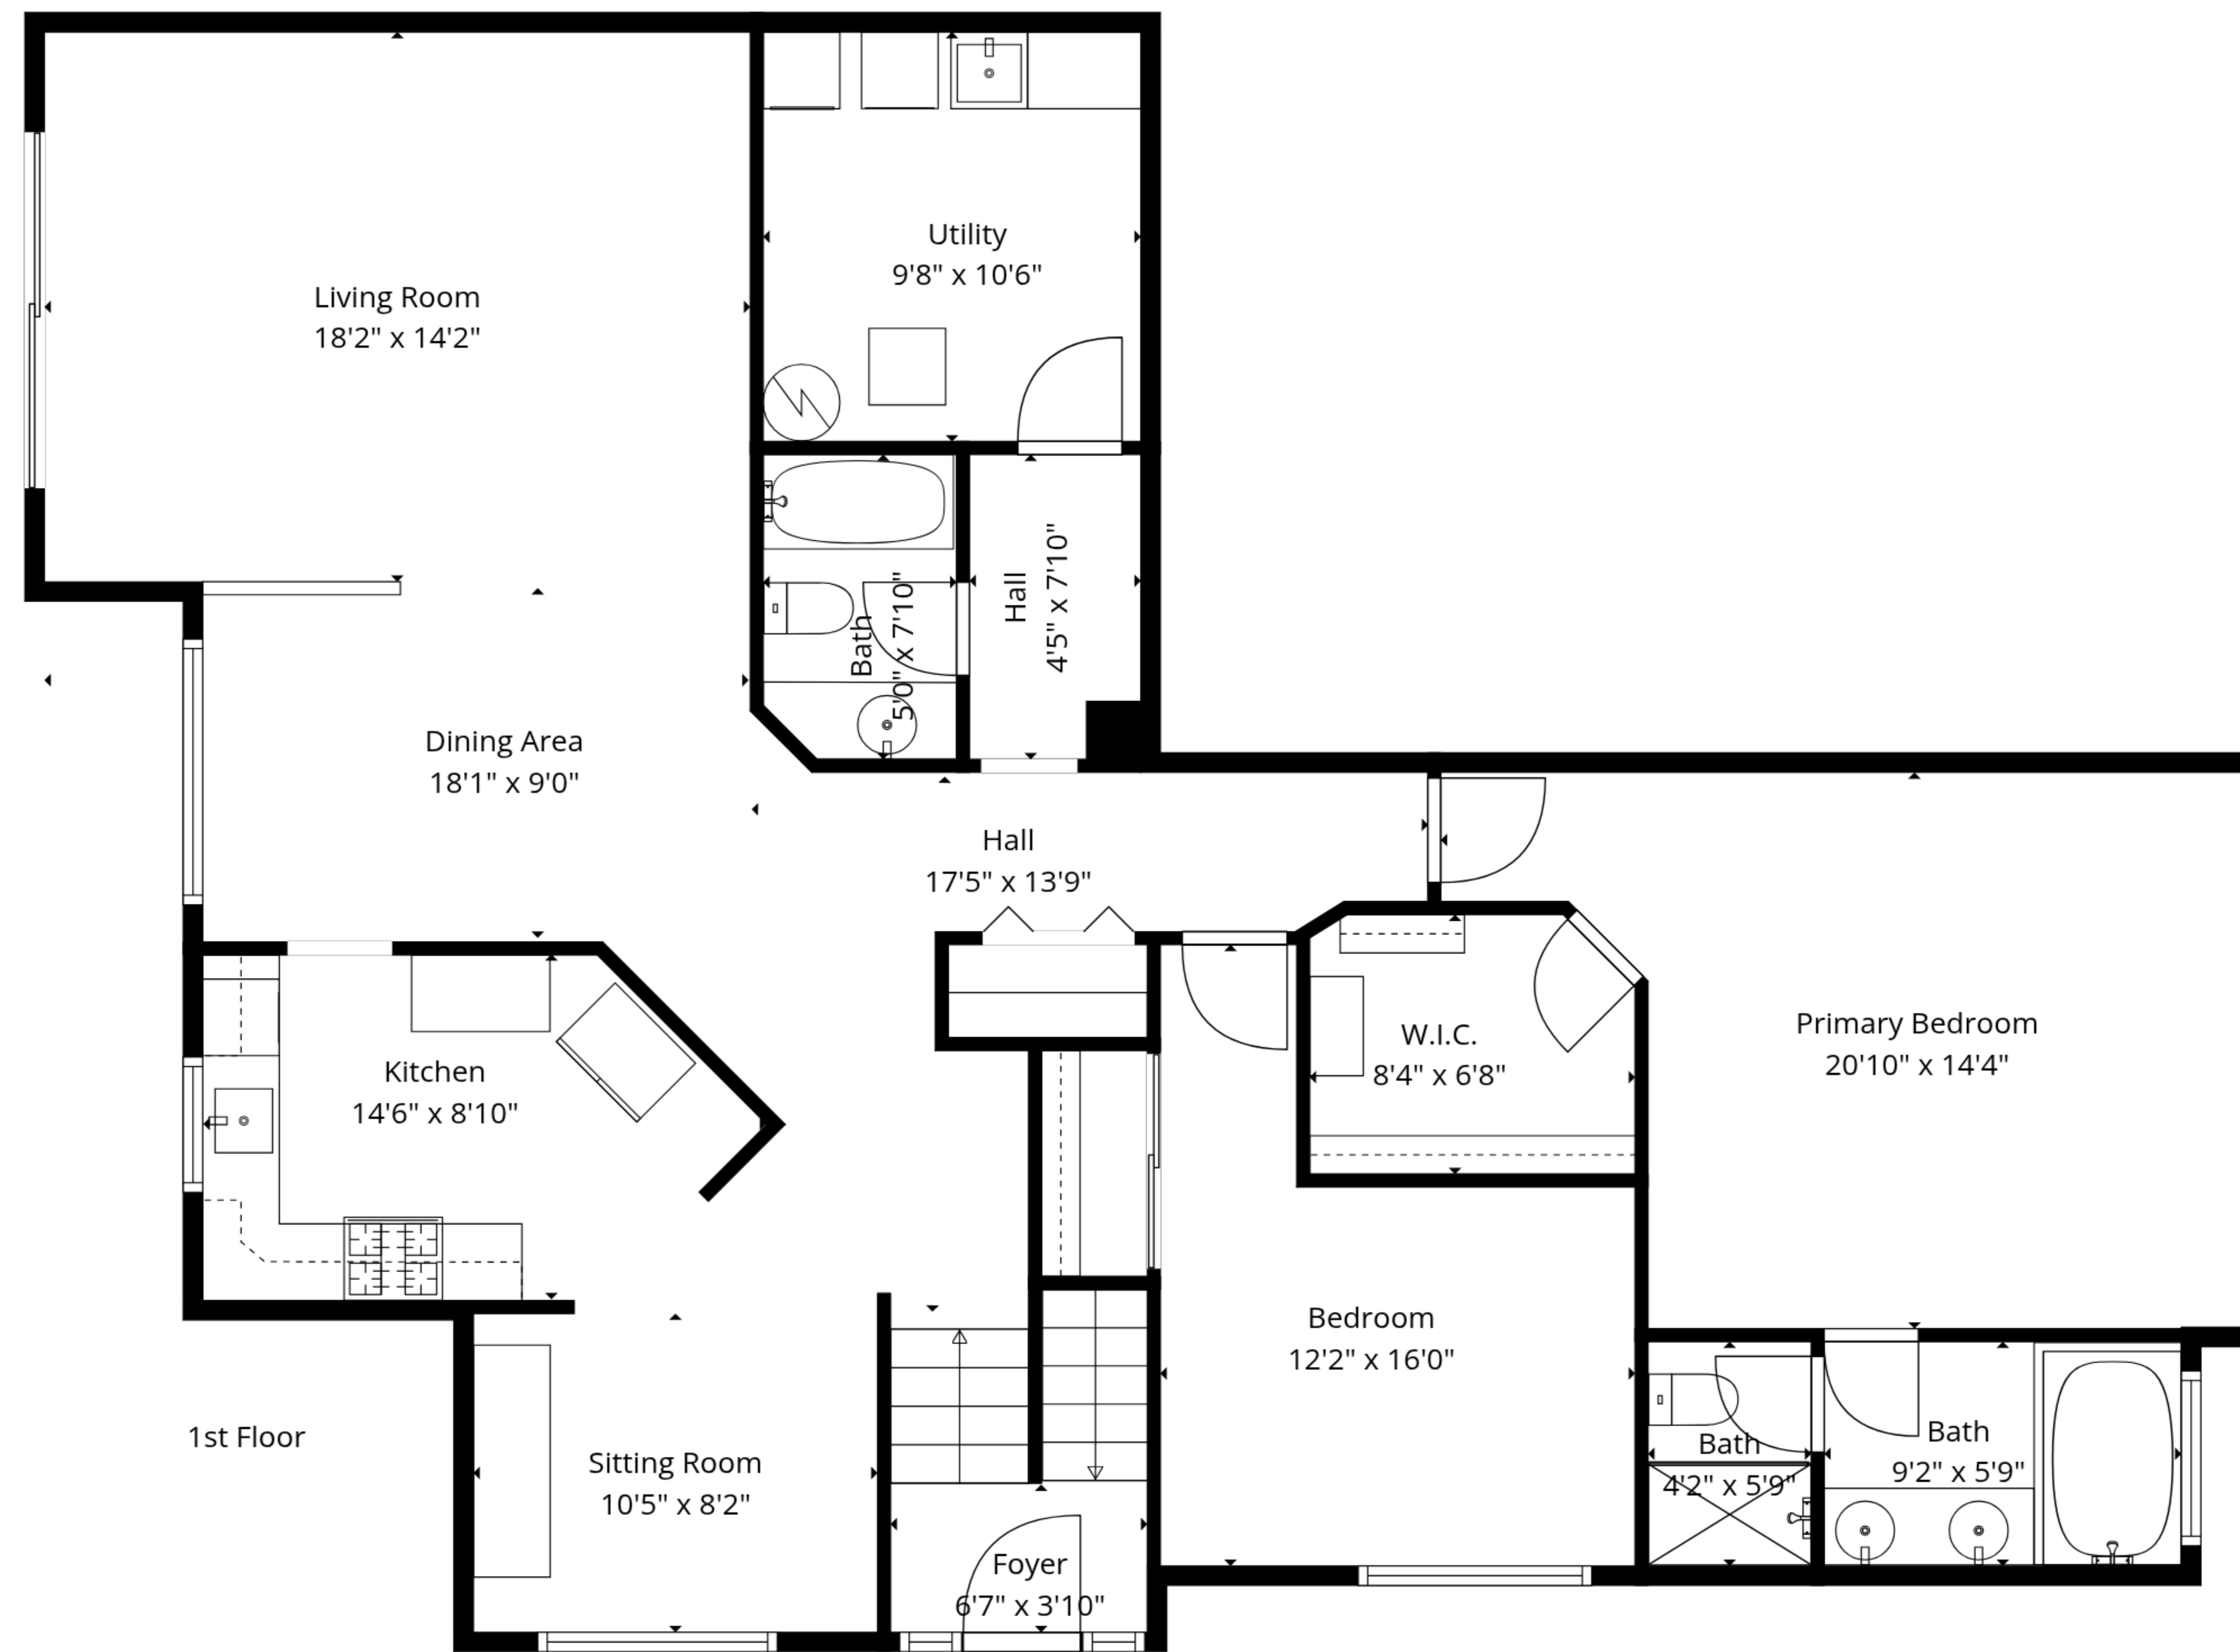 Utility
9'8" x 10'6"
Living Room
18'2" x 14'2"
Bath
5'0" x 7'10"
Hall
4'5" x 7'10"
Dining Area
18'1" x 9'0"
Hall
17'5" x 13'9"
Primary Bedroom
20'10" x 14'4"
W.I.C.
8'4" x 6'8"
Kitchen
14'6" x 8'10"
Bedroom
12'2" x 16'0"
1st Floor
Sitting Room
10'5" x 8'2"
Bath
4'2" x 5'9"
Bath
9'2" x 5'9"
Foyer
6'7" x 3'10"